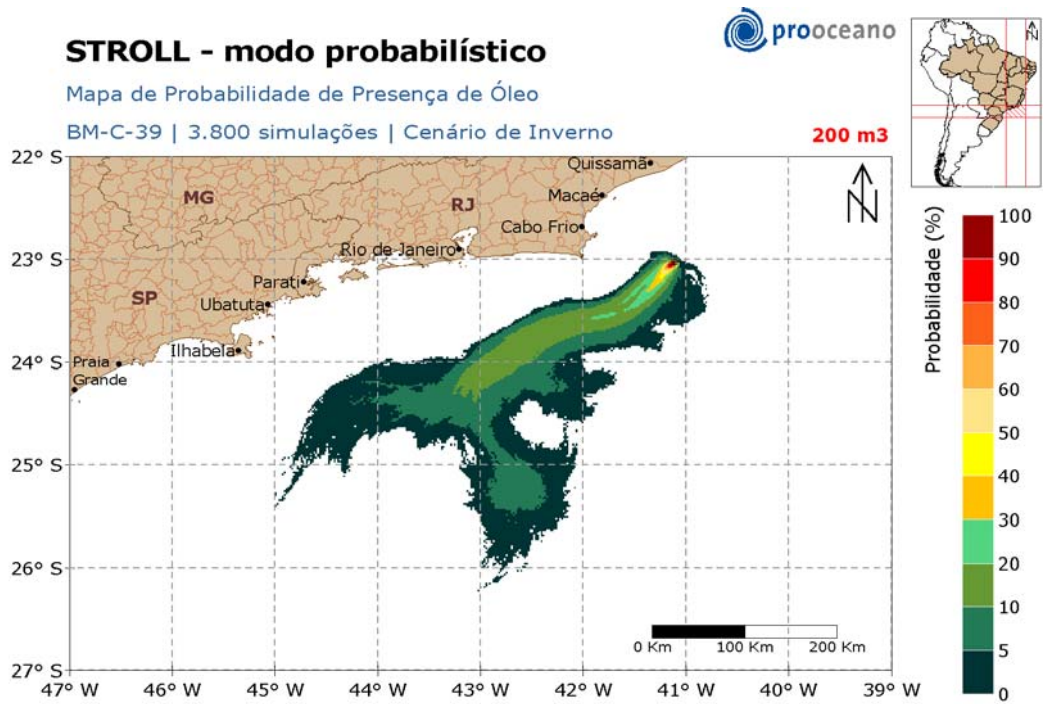 prooceano
STROLL - modo probabilístico
Mapa de Probabilidade de Presença de Óleo
BM-C-39 | 3.800 simulações | Cenário de Inverno
200 m3
N
N
22° S
23° S
24° S
25° S
26° S
27° S
47° W
46° W
45° W
44° W
43° W
42° W
41° W
40° W
39° W
MG
RJ
SP
Quissamã
Macaé
Cabo Frio
Rio de Janeiro
Parati
Ubatuta
Ilhabela
Praia
Grande
0 Km
100 Km
200 Km
Probabilidade (%)
100
90
80
70
60
50
40
30
20
10
5
0